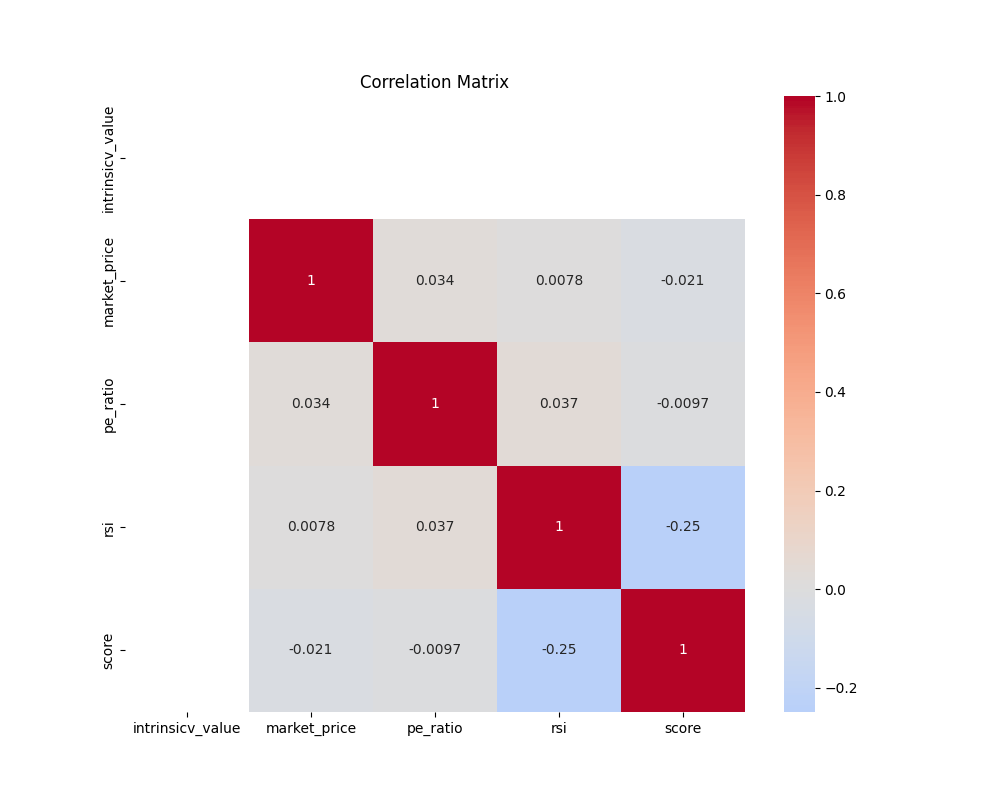 Correlation Matrix
intrinsicv_value
market_price
1 0.034 0.0078 -0.021
pe_ratio
0.034 1 0.037 -0.0097
rsi
0.0078 0.037 1 -0.25
score
-0.021 -0.0097 -0.25 1
intrinsicv_value market_price pe_ratio rsi score
1.0
0.8
0.6
0.4
0.2
0.0
−0.2